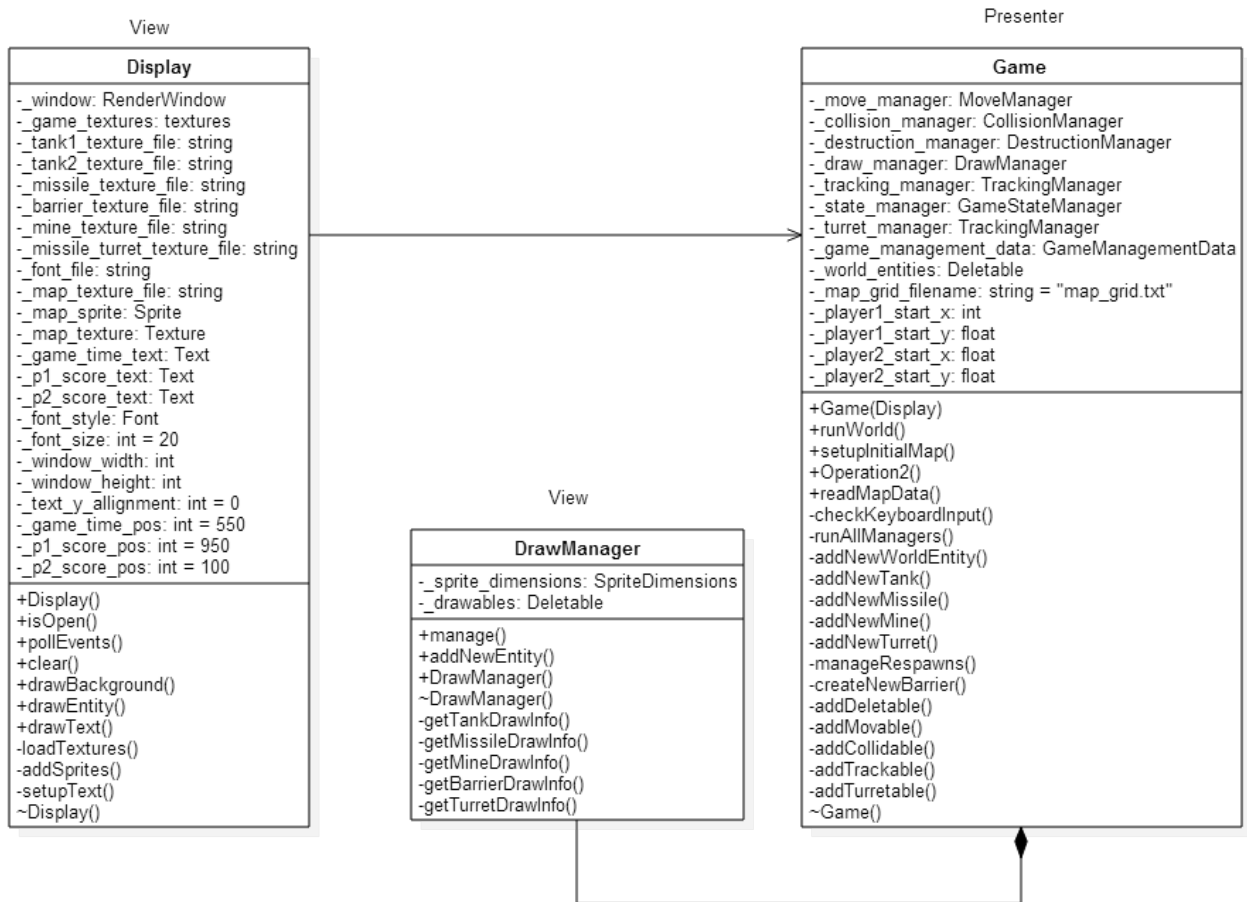 View
Display
-_window: RenderWindow
-_game_textures: textures
-_tank1_texture_file: string
-_tank2_texture_file: string
-_missile_texture_file: string
-_barrier_texture_file: string
-_mine_texture_file: string
-_missile_turret_texture_file: string
-_font_file: string
-_map_texture_file: string
-_map_sprite: Sprite
-_map_texture: Texture
-_game_time_text: Text
-_p1_score_text: Text
-_p2_score_text: Text
-_font_style: Font
-_font_size: int = 20
-_window_width: int
-_window_height: int
-_text_y_allignment: int = 0
-_game_time_pos: int = 550
-_p1_score_pos: int = 950
-_p2_score_pos: int = 100
+Display()
+isOpen()
+pollEvents()
+clear()
+drawBackground()
+drawEntity()
+drawText()
-loadTextures()
-addSprites()
-setupText()
~Display()
View
DrawManager
-_sprite_dimensions: SpriteDimensions
-_drawables: Deletable
+manage()
+addNewEntity()
+DrawManager()
~DrawManager()
-getTankDrawInfo()
-getMissileDrawInfo()
-getMineDrawInfo()
-getBarrierDrawInfo()
-getTurretDrawInfo()
Presenter
Game
-_move_manager: MoveManager
-_collision_manager: CollisionManager
-_destruction_manager: DestructionManager
-_draw_manager: DrawManager
-_tracking_manager: TrackingManager
-_state_manager: GameStateManager
-_turret_manager: TrackingManager
-_game_management_data: GameManagementData
-_world_entities: Deletable
-_map_grid_filename: string = "map_grid.txt"
-_player1_start_x: int
-_player1_start_y: float
-_player2_start_x: float
-_player2_start_y: float
+Game(Display)
+runWorld()
+setupInitialMap()
+Operation2()
+readMapData()
-checkKeyboardInput()
-runAllManagers()
-addNewWorldEntity()
-addNewTank()
-addNewMissile()
-addNewMine()
-addNewTurret()
-manageRespawns()
-createNewBarrier()
-addDeletable()
-addMovable()
-addCollidable()
-addTrackable()
-addTurretable()
~Game()